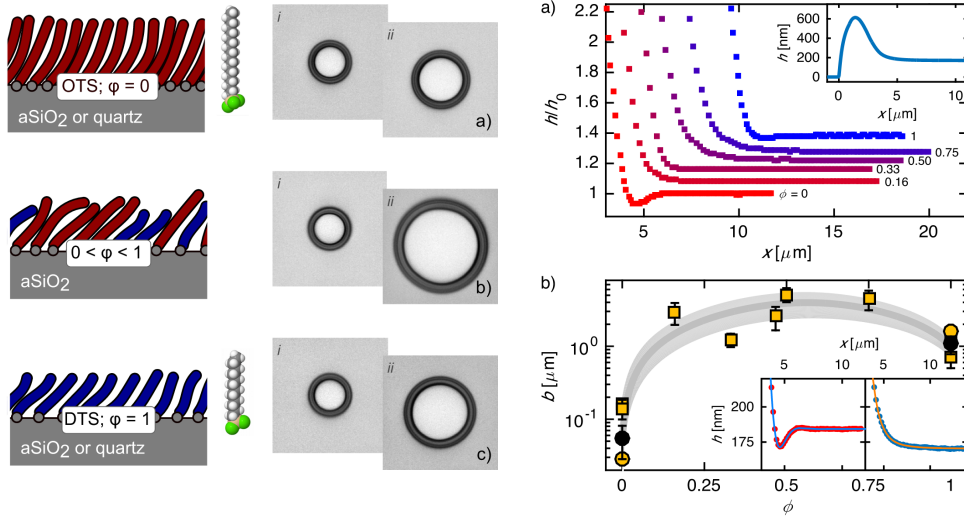 OTS; φ = 0
aSiO2 or quartz
i
ii
a)
0 < φ < 1
aSiO2
i
ii
b)
DTS; φ = 1
aSiO2 or quartz
i
ii
c)
a)
2.2
2
1.8
1.6
1.4
1.2
1
h/h0
5
10
15
20
x [μm]
1
0.75
0.50
0.33
0.16
ϕ = 0
600
400
200
0
h [nm]
0
5
10
x [μm]
b)
10^1
10^0
10^-1
b [μm]
0
0.25
0.5
0.75
1
ϕ
x [μm]
5
10
5
10
210
175
h [nm]